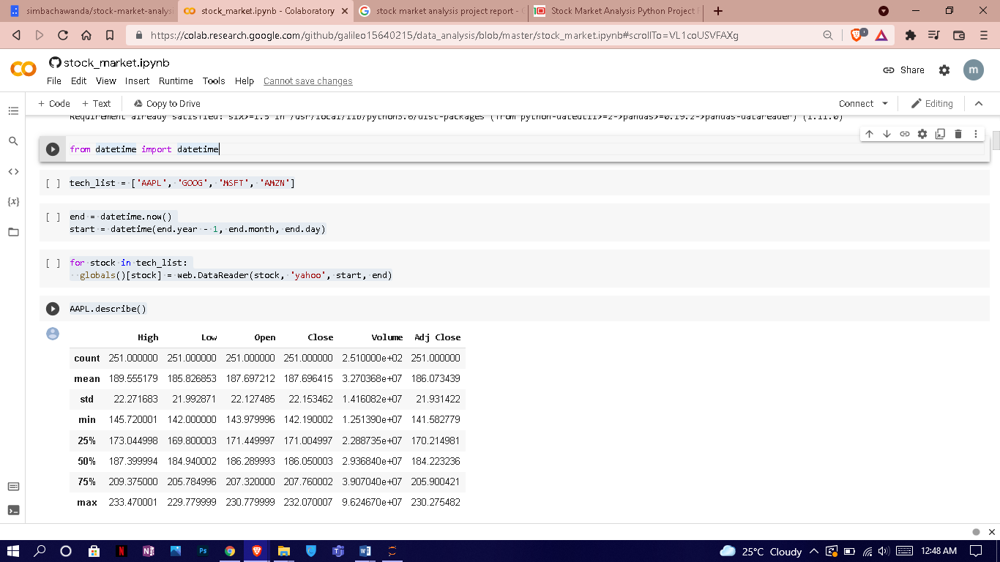 simbachawanda/stock-market-analys
stock_market.ipynb - Colaboratory
stock market analysis project report -
Stock Market Analysis Python Project
https://colab.research.google.com/github/gilileo15640215/data_analysis/blob/master/stock_market.ipynb#scrollTo=VL1coUSVFAXg
stock_market.ipynb
File Edit View Insert Runtime Tools Help Cannot save changes
Share
m
+ Code + Text Copy to Drive
Connect Editing
Requirement already satisfied: six>=1.5 in /usr/local/lib/python3.6/dist-packages (from python-dateutil>=2->pandas>=0.19.2->pandas-datareader) (1.11.0)
from datetime import datetime
[ ] tech_list = ['AAPL', 'GOOG', 'MSFT', 'AMZN']
[ ] end = datetime.now()
start = datetime(end.year - 1, end.month, end.day)
[ ] for stock in tech_list:
globals()[stock] = web.DataReader(stock, 'yahoo', start, end)
AAPL.describe()
High Low Open Close Volume Adj Close
count 251.000000 251.000000 251.000000 251.000000 2.510000e+02 251.000000
mean 189.555179 185.826853 187.697212 187.696415 3.270368e+07 186.073439
std 22.271683 21.992871 22.127485 22.153462 1.416082e+07 21.931422
min 145.720001 142.000000 143.979996 142.190002 1.251390e+07 141.582779
25% 173.044998 169.800003 171.449997 171.004997 2.288735e+07 170.214981
50% 187.399994 184.940002 186.289993 186.050003 2.936840e+07 184.223236
75% 209.375000 205.784996 207.320000 207.760002 3.907040e+07 205.900421
max 233.470001 229.779999 230.779999 232.070007 9.624670e+07 230.275482
25°C Cloudy
12:48 AM